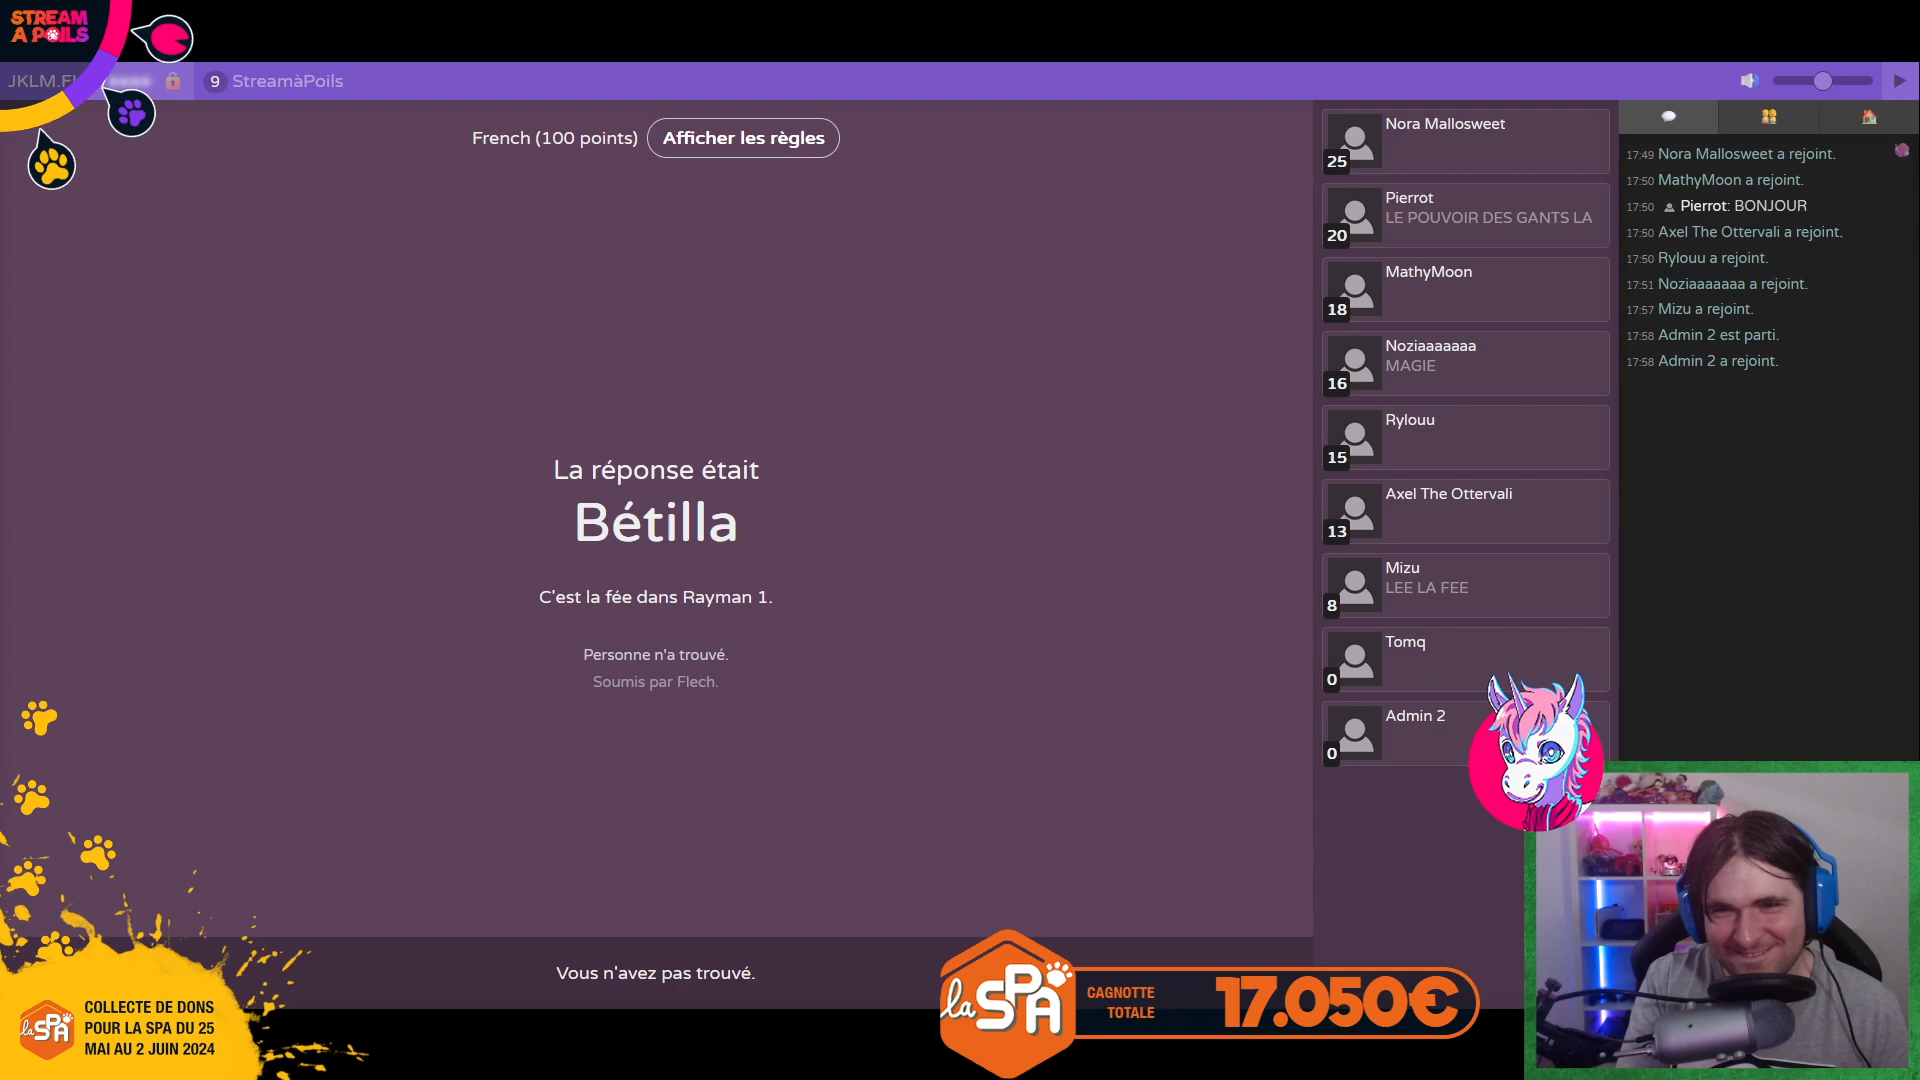 STREAM
A POILS
JKLM.F
9 StreamàPoils
French (100 points) Afficher les règles
La réponse était
Bétilla
C'est la fée dans Rayman 1.
Personne n'a trouvé.
Soumis par Flech.
Vous n'avez pas trouvé.
Nora Mallosweet
25
Pierrot
LE POUVOIR DES GANTS LA
20
MathyMoon
18
Noziaaaaaaa
MAGIE
16
Rylouu
15
Axel The Ottervali
13
Mizu
LEE LA FEE
8
Tomq
0
Admin 2
0
17:49 Nora Mallosweet a rejoint.
17:50 MathyMoon a rejoint.
17:50 Pierrot: BONJOUR
17:50 Axel The Ottervali a rejoint.
17:50 Rylouu a rejoint.
17:51 Noziaaaaaaa a rejoint.
17:57 Mizu a rejoint.
17:58 Admin 2 est parti.
17:58 Admin 2 a rejoint.
la SPA
COLLECTE DE DONS
POUR LA SPA DU 25
MAI AU 2 JUIN 2024
la SPA
CAGNOTTE
TOTALE
17.050€